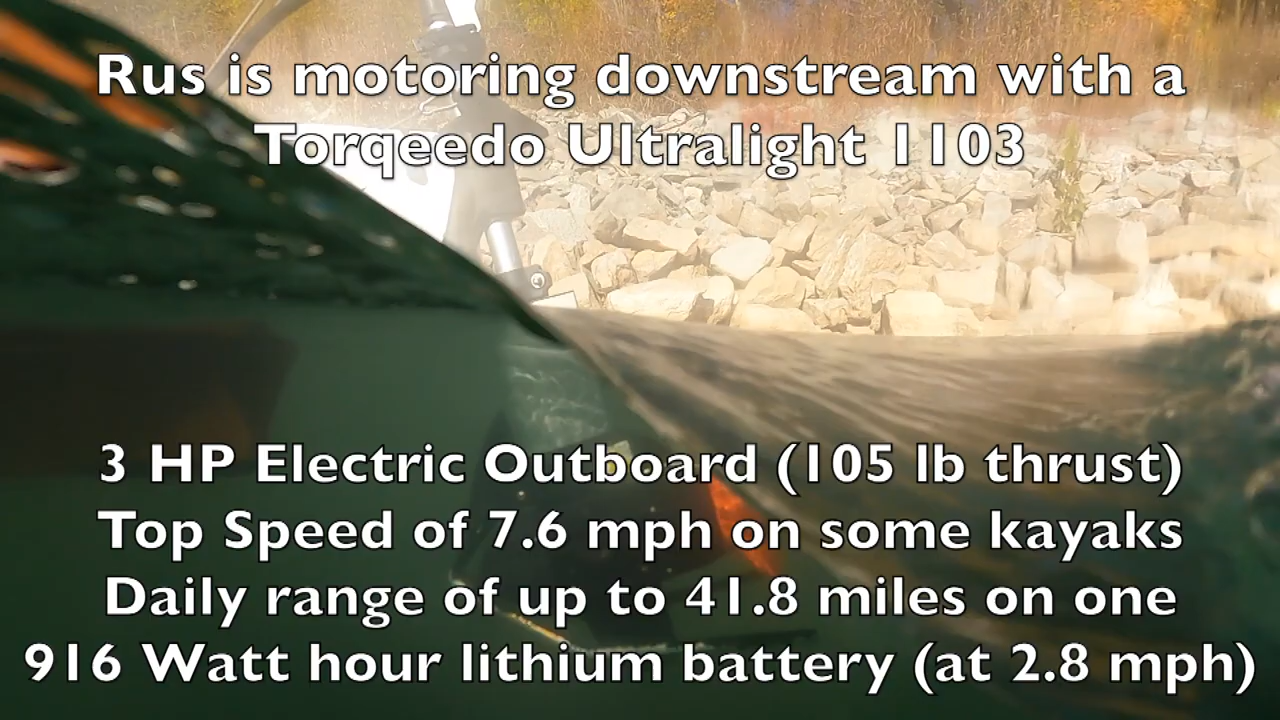 Rus is motoring downstream with a
Torqeedo Ultralight 1103
3 HP Electric Outboard (105 lb thrust)
Top Speed of 7.6 mph on some kayaks
Daily range of up to 41.8 miles on one
916 Watt hour lithium battery (at 2.8 mph)